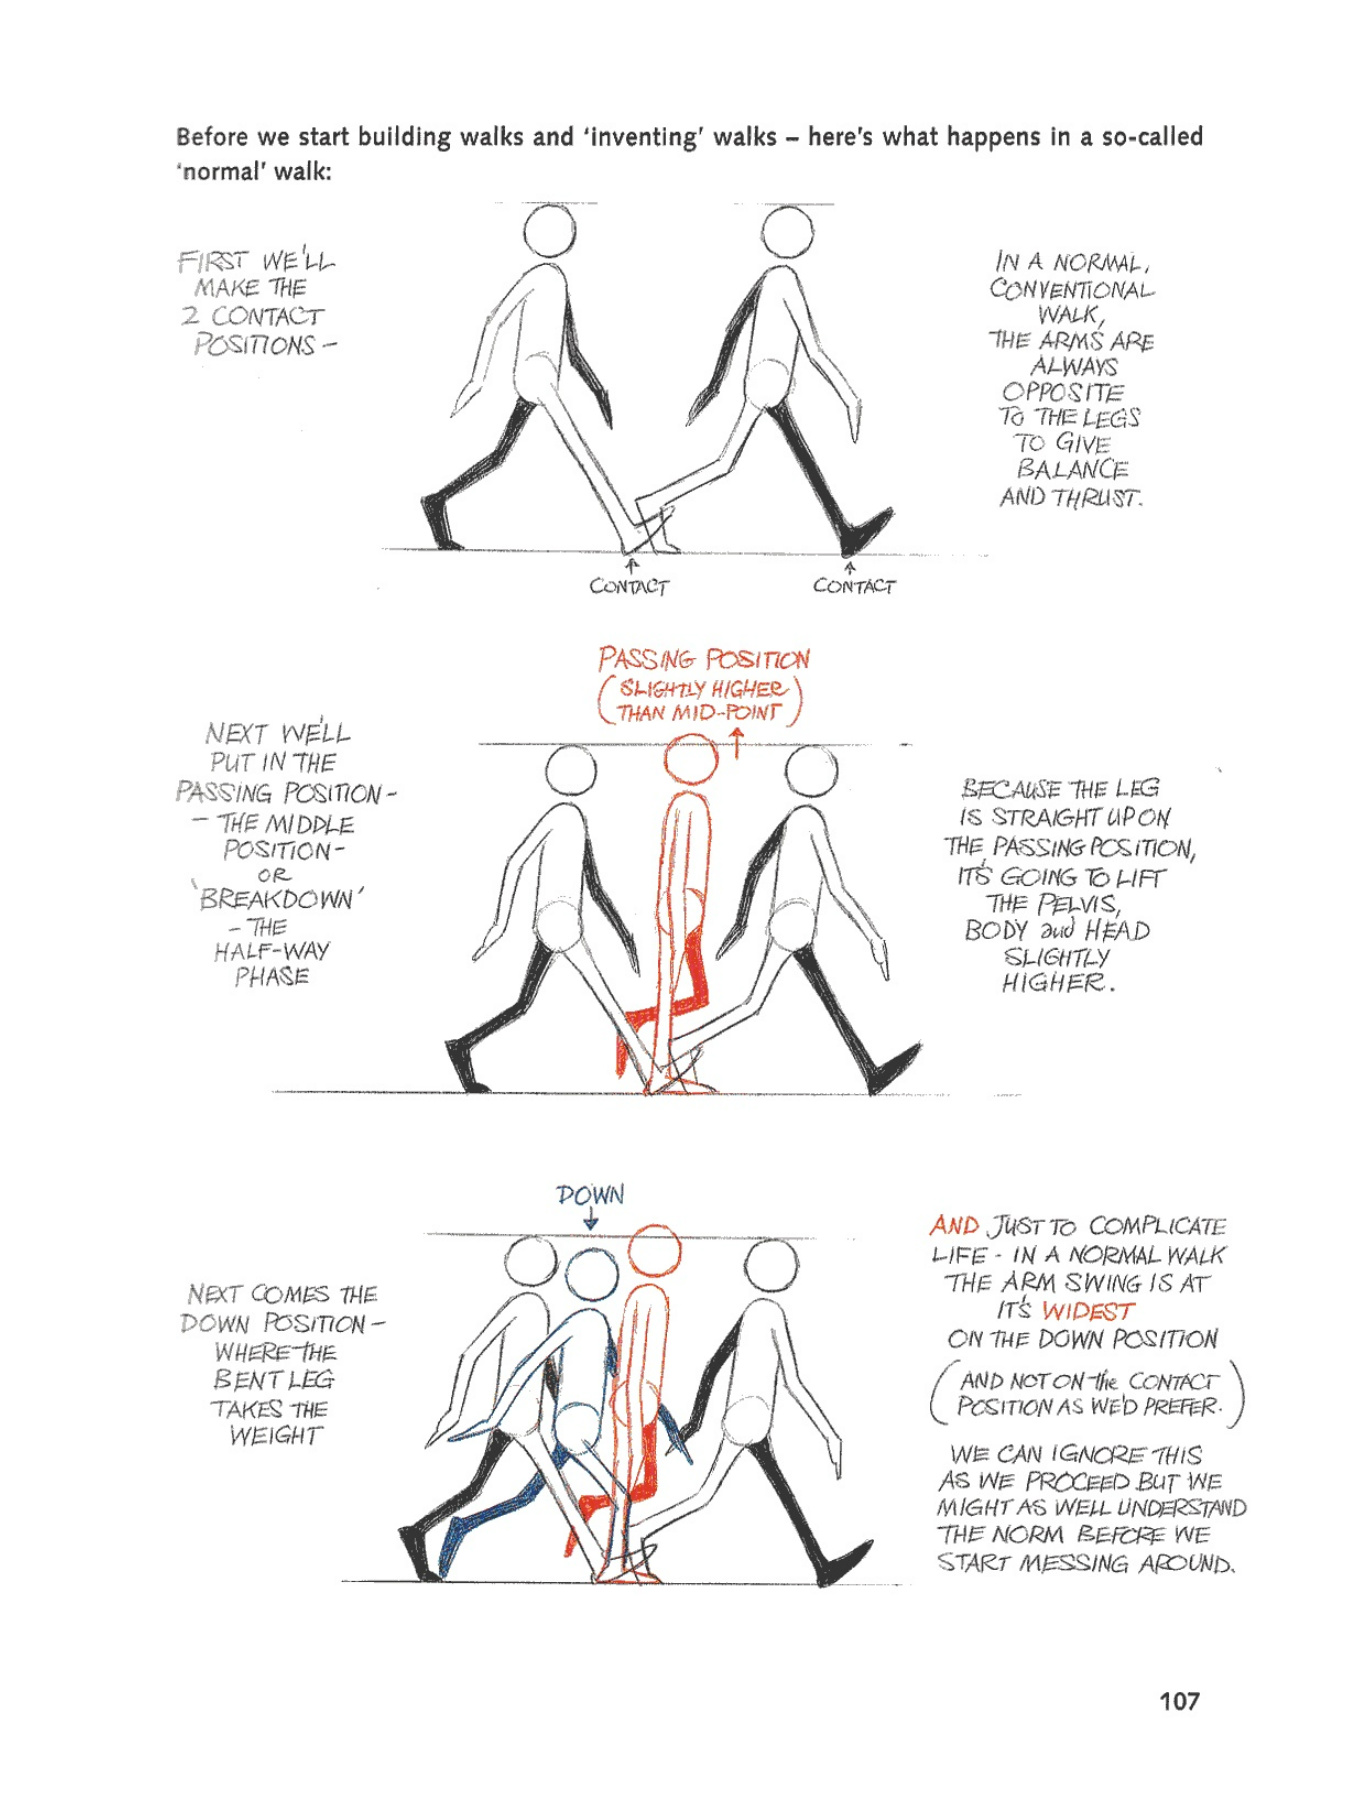 Before we start building walks and ‘inventing’ walks – here’s what happens in a so-called
‘normal’ walk:
FIRST WE'LL
MAKE THE
2 CONTACT
POSITIONS -
IN A NORMAL,
CONVENTIONAL
WALK,
THE ARMS ARE
ALWAYS
OPPOSITE
TO THE LEGS
TO GIVE
BALANCE
AND THRUST.
CONTACT
CONTACT
PASSING POSITION
(SLIGHTLY HIGHER
THAN MID-POINT)
NEXT WE'LL
PUT IN THE
PASSING POSITION -
- THE MIDDLE
POSITION -
OR
'BREAKDOWN'
- THE
HALF-WAY
PHASE
BECAUSE THE LEG
IS STRAIGHT UP ON
THE PASSING POSITION,
IT'S GOING TO LIFT
THE PELVIS,
BODY and HEAD
SLIGHTLY
HIGHER.
DOWN
NEXT COMES THE
DOWN POSITION -
WHERE THE
BENT LEG
TAKES THE
WEIGHT
AND JUST TO COMPLICATE
LIFE - IN A NORMAL WALK
THE ARM SWING IS AT
IT'S WIDEST
ON THE DOWN POSITION
(AND NOT ON the CONTACT
POSITION AS WE'D PREFER.)
WE CAN IGNORE THIS
AS WE PROCEED BUT WE
MIGHT AS WELL UNDERSTAND
THE NORM BEFORE WE
START MESSING AROUND.
107